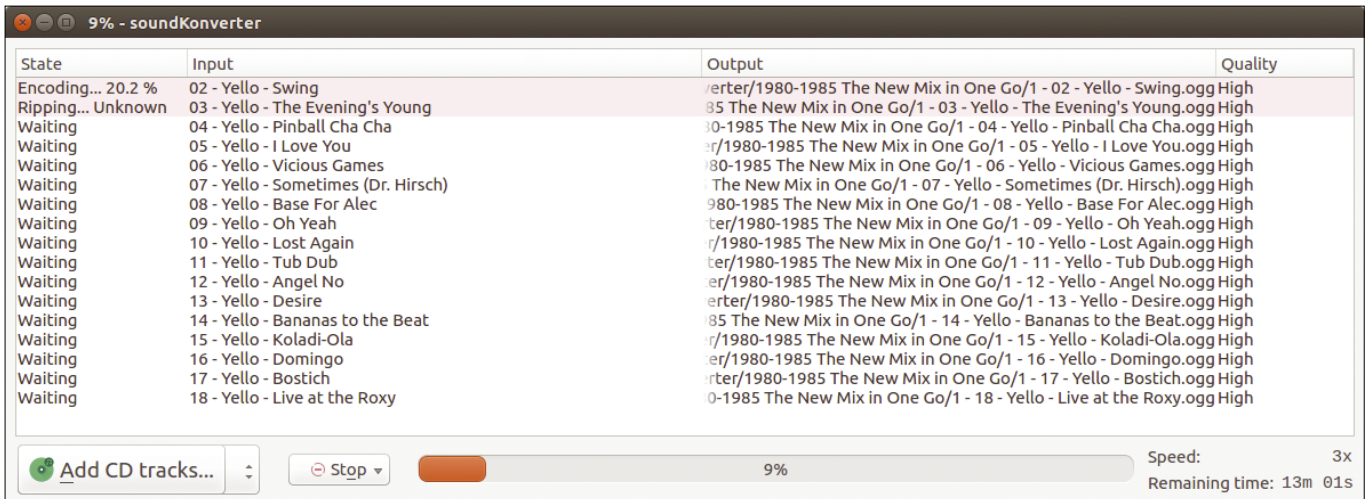 9% - soundKonverter
State Input Output Quality
Encoding... 20.2 % 02 - Yello - Swing verter/1980-1985 The New Mix in One Go/1 - 02 - Yello - Swing.ogg High
Ripping... Unknown 03 - Yello - The Evening's Young 85 The New Mix in One Go/1 - 03 - Yello - The Evening's Young.ogg High
Waiting 04 - Yello - Pinball Cha Cha 80-1985 The New Mix in One Go/1 - 04 - Yello - Pinball Cha Cha.ogg High
Waiting 05 - Yello - I Love You er/1980-1985 The New Mix in One Go/1 - 05 - Yello - I Love You.ogg High
Waiting 06 - Yello - Vicious Games 980-1985 The New Mix in One Go/1 - 06 - Yello - Vicious Games.ogg High
Waiting 07 - Yello - Sometimes (Dr. Hirsch) The New Mix in One Go/1 - 07 - Yello - Sometimes (Dr. Hirsch).ogg High
Waiting 08 - Yello - Base For Alec 980-1985 The New Mix in One Go/1 - 08 - Yello - Base For Alec.ogg High
Waiting 09 - Yello - Oh Yeah ter/1980-1985 The New Mix in One Go/1 - 09 - Yello - Oh Yeah.ogg High
Waiting 10 - Yello - Lost Again r/1980-1985 The New Mix in One Go/1 - 10 - Yello - Lost Again.ogg High
Waiting 11 - Yello - Tub Dub ter/1980-1985 The New Mix in One Go/1 - 11 - Yello - Tub Dub.ogg High
Waiting 12 - Yello - Angel No ter/1980-1985 The New Mix in One Go/1 - 12 - Yello - Angel No.ogg High
Waiting 13 - Yello - Desire erter/1980-1985 The New Mix in One Go/1 - 13 - Yello - Desire.ogg High
Waiting 14 - Yello - Bananas to the Beat 85 The New Mix in One Go/1 - 14 - Yello - Bananas to the Beat.ogg High
Waiting 15 - Yello - Koladi-Ola r/1980-1985 The New Mix in One Go/1 - 15 - Yello - Koladi-Ola.ogg High
Waiting 16 - Yello - Domingo er/1980-1985 The New Mix in One Go/1 - 16 - Yello - Domingo.ogg High
Waiting 17 - Yello - Bostich rter/1980-1985 The New Mix in One Go/1 - 17 - Yello - Bostich.ogg High
Waiting 18 - Yello - Live at the Roxy 0-1985 The New Mix in One Go/1 - 18 - Yello - Live at the Roxy.ogg High
Add CD tracks... Stop 9% Speed: 3x
Remaining time: 13m 01s